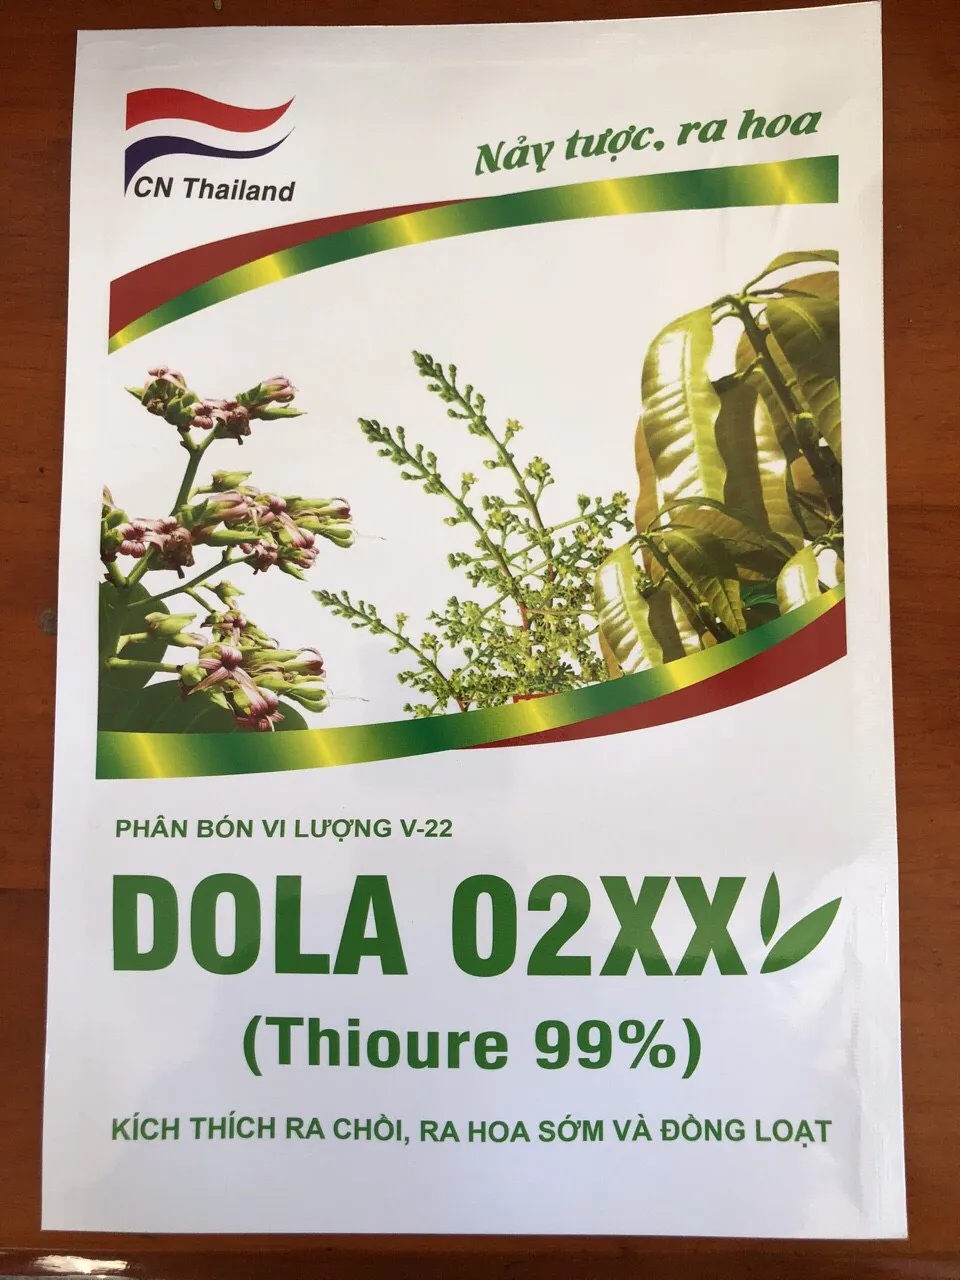 CN Thailand
Nảy tược, ra hoa
PHÂN BÓN VI LƯỢNG V-22
DOLA 02XX
(Thioure 99%)
KÍCH THÍCH RA CHỒI, RA HOA SỚM VÀ ĐỒNG LOẠT